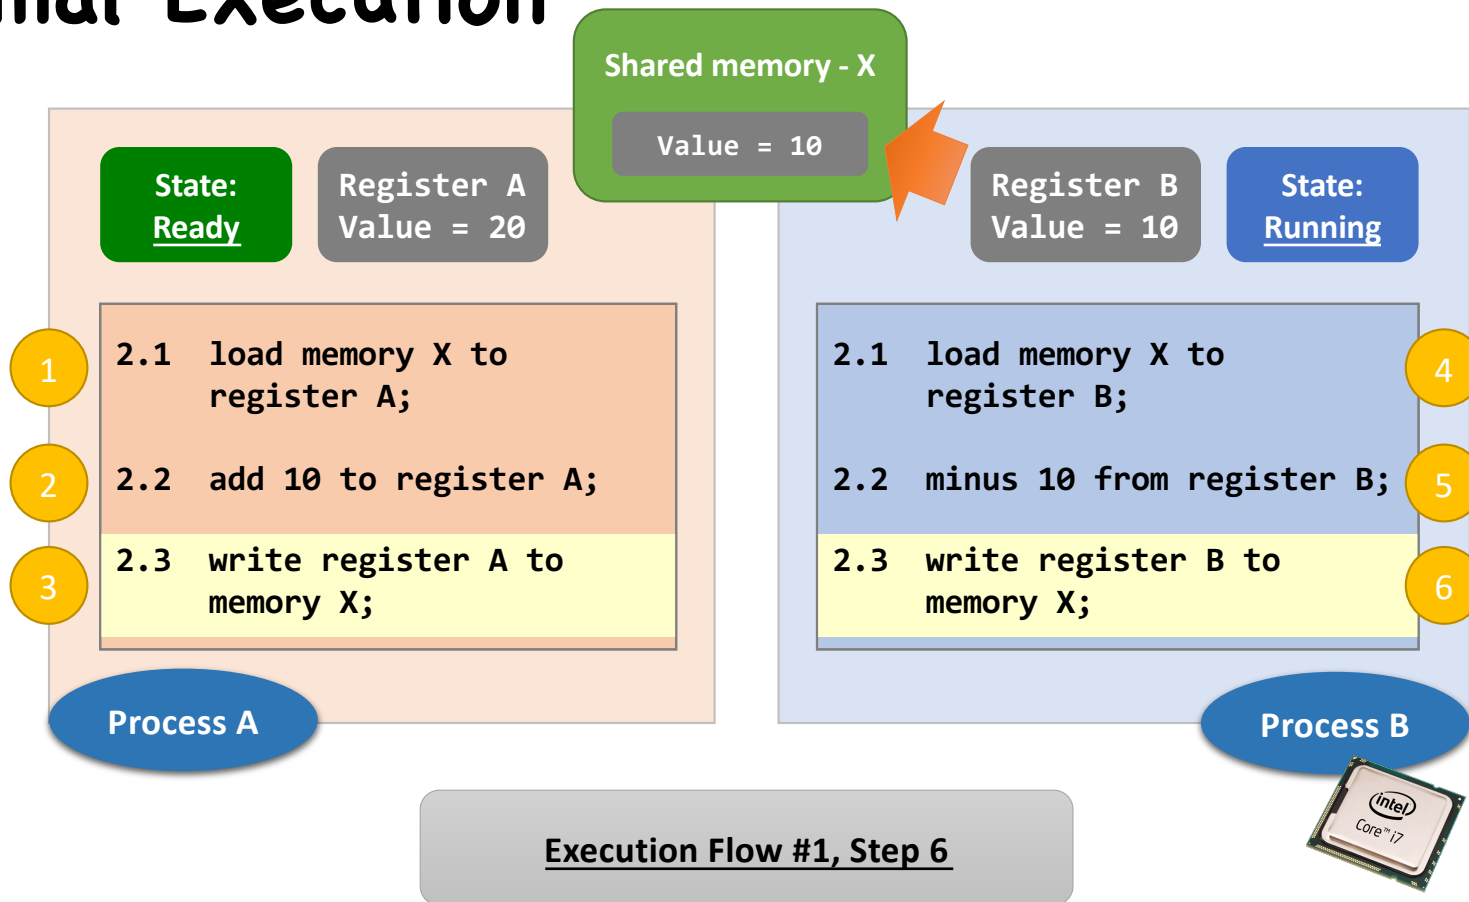 Execution
Shared memory - X
Value = 10
State:
Ready
Register A
Value = 20
Register B
Value = 10
State:
Running
1
2.1 load memory X to
register A;
2
2.2 add 10 to register A;
3
2.3 write register A to
memory X;
2.1 load memory X to
register B;
4
2.2 minus 10 from register B;
5
2.3 write register B to
memory X;
6
Process A
Process B
intel
Core™ i7
Execution Flow #1, Step 6